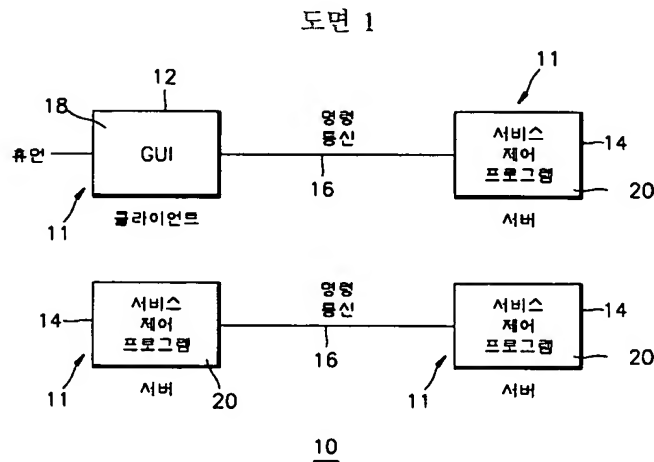 도면 1
11
12
18
휴먼
GUI
명령
통신
16
서비스
제어
프로그램
14
20
11
클라이언트
서버
14
서비스
제어
프로그램
명령
통신
16
서비스
제어
프로그램
14
20
11
서버
20
11
서버
10